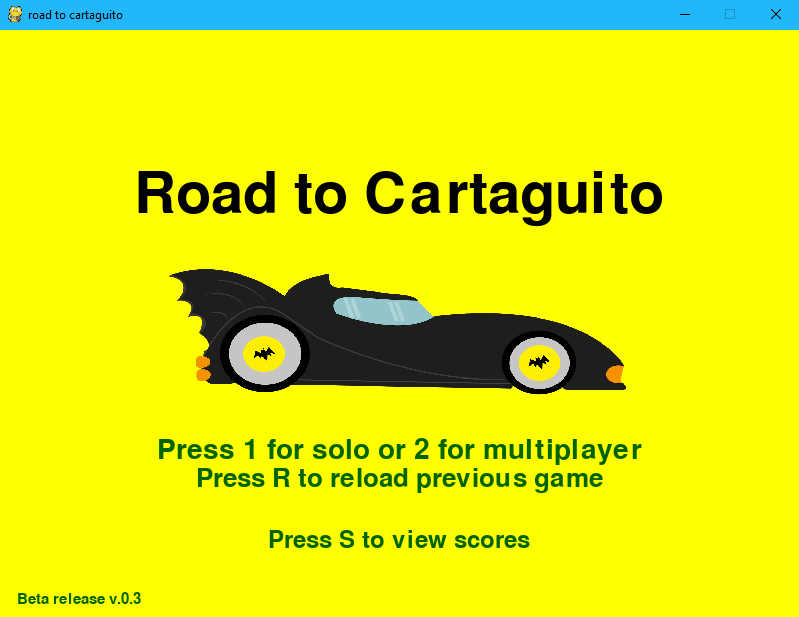 road to cartaguito
Road to Cartaguito
Press 1 for solo or 2 for multiplayer
Press R to reload previous game
Press S to view scores
Beta release v.0.3